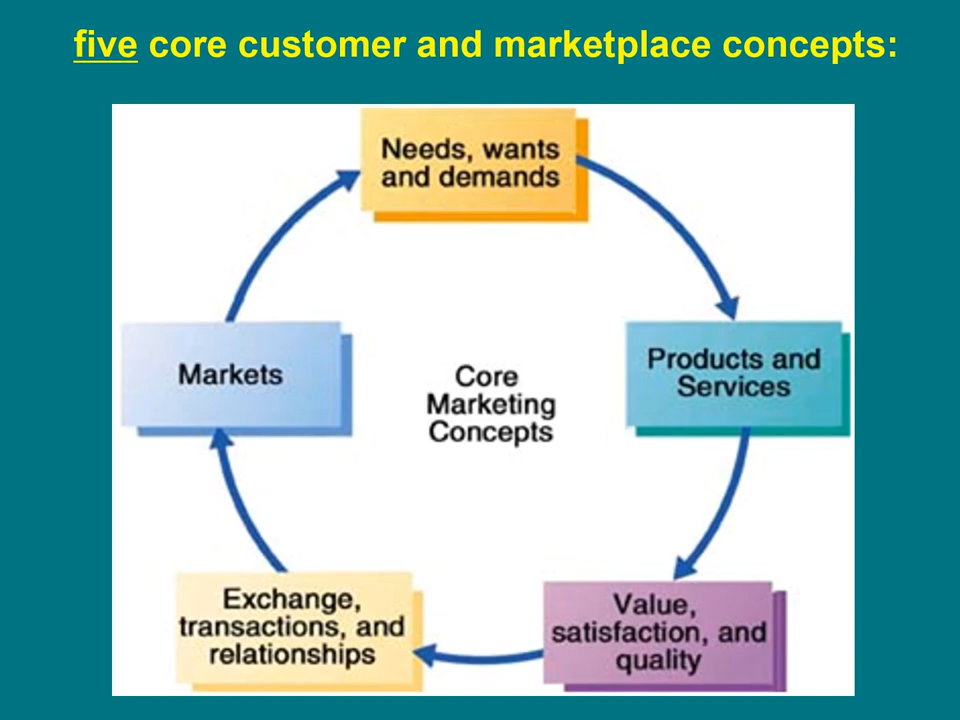 five core customer and marketplace concepts:
Needs, wants
and demands
Products and
Services
Value,
satisfaction, and
quality
Exchange,
transactions, and
relationships
Markets
Core
Marketing
Concepts